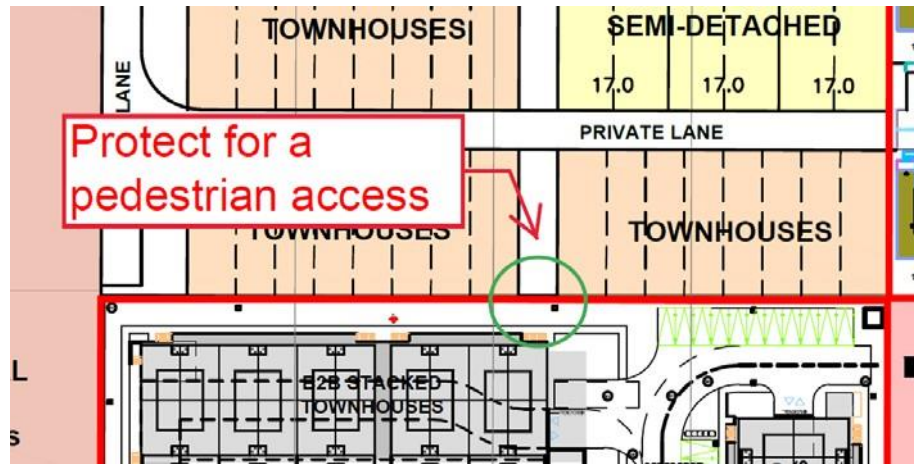 TOWNHOUSES
SEMI-DETACHED
LANE
17.0
17.0
17.0
PRIVATE LANE
Protect for a
pedestrian access
TOWNHOUSES
TOWNHOUSES
L
B2B STACKED
TOWNHOUSES
S